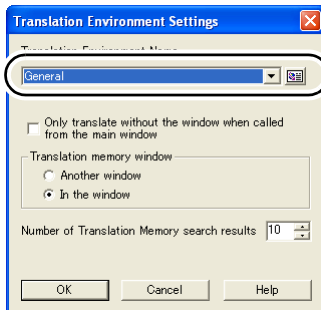 Translation Environment Settings
Translation Environment Name
General
Only translate without the window when called
from the main window
Translation memory window
Another window
In the window
Number of Translation Memory search results 10
OK Cancel Help